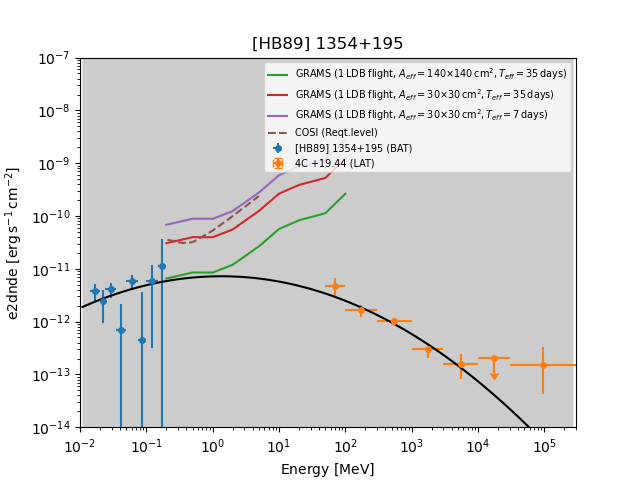 [HB89] 1354+195
GRAMS (1 LDB flight, A_eff = 140×140 cm², T_eff = 35 days)
GRAMS (1 LDB flight, A_eff = 30×30 cm², T_eff = 35 days)
GRAMS (1 LDB flight, A_eff = 30×30 cm², T_eff = 7 days)
COSI (Reqt.level)
[HB89] 1354+195 (BAT)
4C +19.44 (LAT)
e2dnde [erg s⁻¹ cm⁻²]
10⁻⁷
10⁻⁸
10⁻⁹
10⁻¹⁰
10⁻¹¹
10⁻¹²
10⁻¹³
10⁻¹⁴
10⁻² 10⁻¹ 10⁰ 10¹ 10² 10³ 10⁴ 10⁵
Energy [MeV]